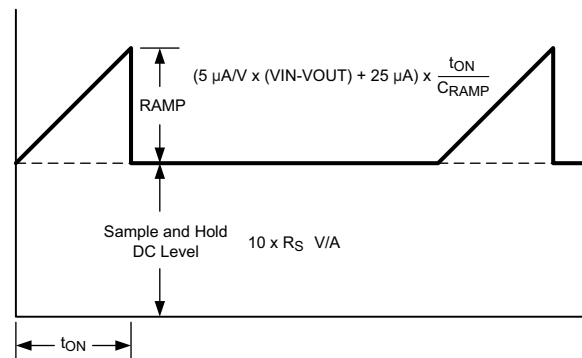 (5 µA/V x (VIN-VOUT) + 25 µA) x tON
CRAMP
RAMP
Sample and Hold
DC Level
10 x RS V/A
tON